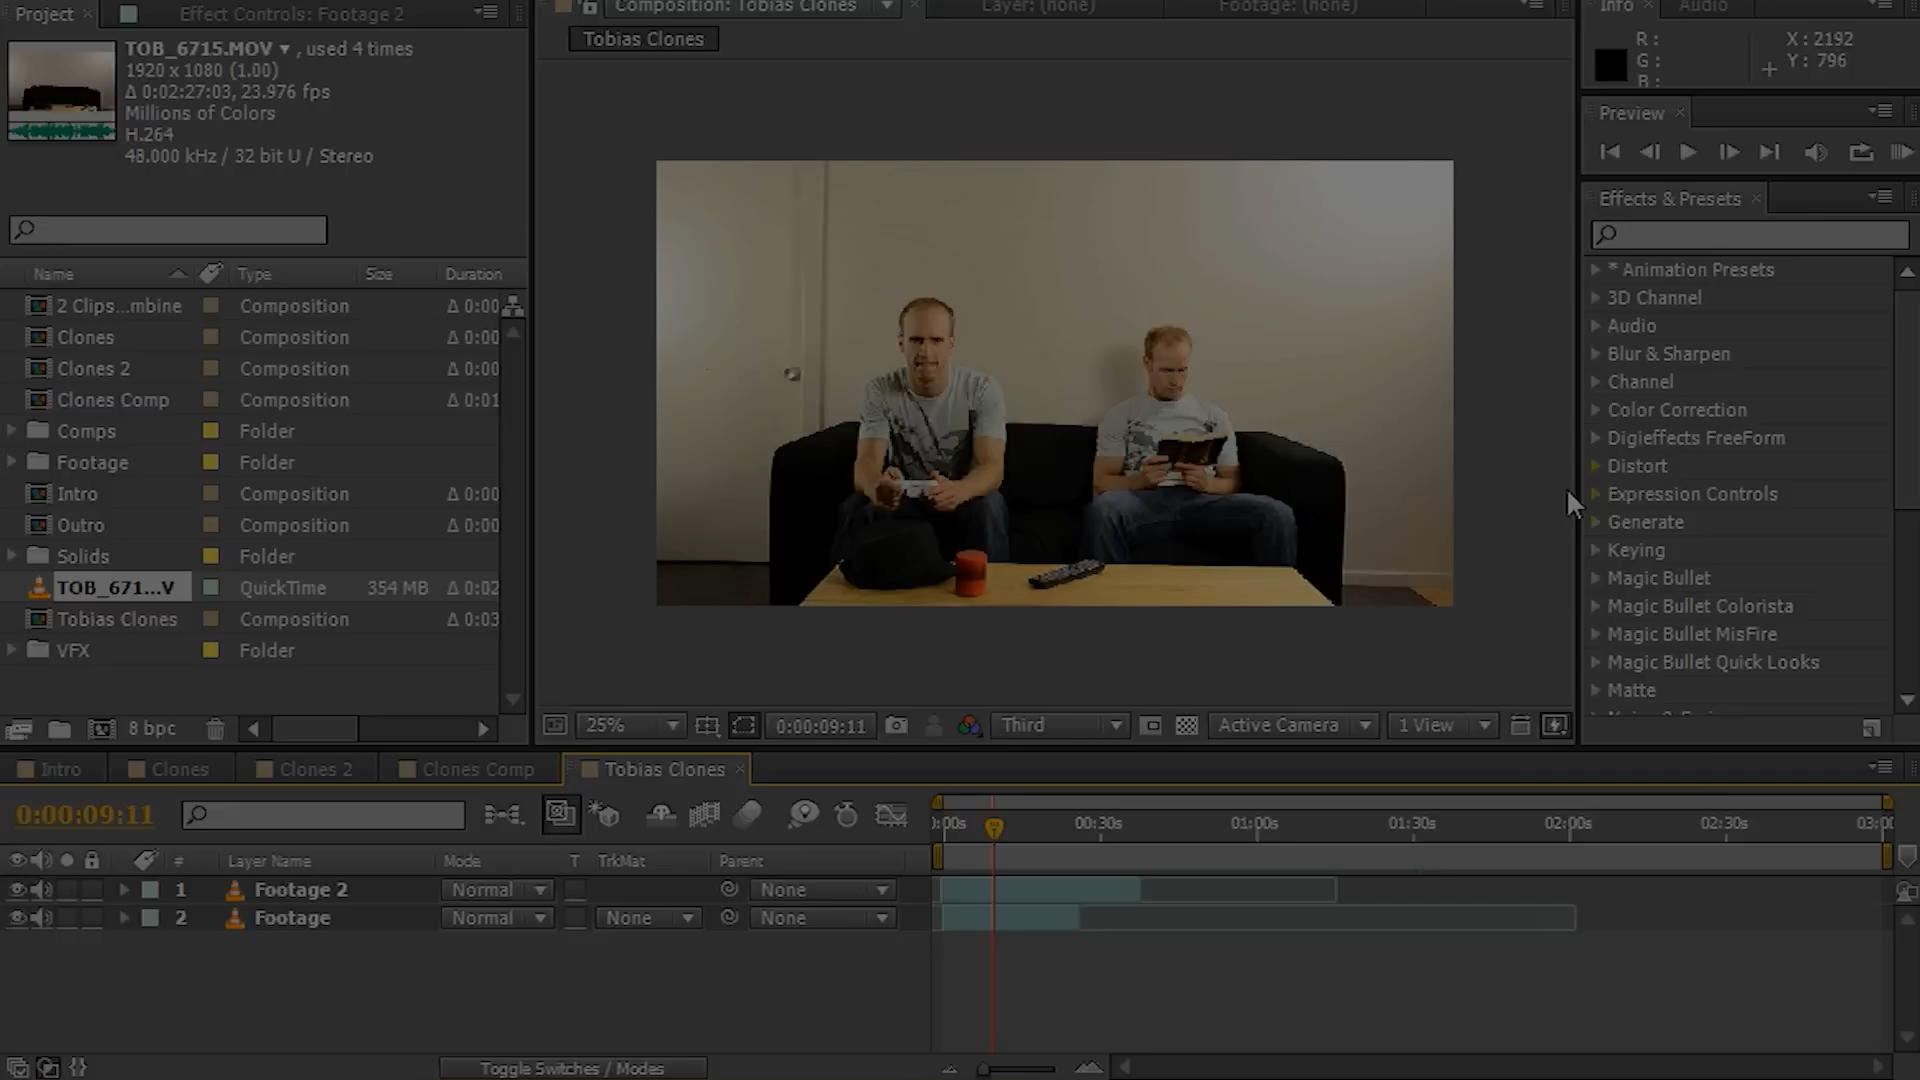 Project
Effect Controls: Footage 2
TOB_6715.MOV ▼ , used 4 times
1920 x 1080 (1.00)
Δ 0:02:27:03, 23.976 fps
Millions of Colors
H.264
48.000 kHz / 32 bit U / Stereo
Name Type Size Duration
2 Clips...mbine Composition Δ 0:00
Clones Composition Δ 0:00
Clones 2 Composition Δ 0:00
Clones Comp Composition Δ 0:01
Comps Folder
Footage Folder
Intro Composition Δ 0:00
Outro Composition Δ 0:00
Solids Folder
TOB_671...V QuickTime 354 MB Δ 0:02
Tobias Clones Composition Δ 0:03
VFX Folder
8 bpc
Composition: Tobias Clones
Layer: (none)
Footage: (none)
Tobias Clones
25% 0:00:09:11 Third Active Camera 1 View
Info Audio
R :
G :
B :
X : 2192
Y : 796
Preview
Effects & Presets
* Animation Presets
3D Channel
Audio
Blur & Sharpen
Channel
Color Correction
Digieffects FreeForm
Distort
Expression Controls
Generate
Keying
Magic Bullet
Magic Bullet Colorista
Magic Bullet MisFire
Magic Bullet Quick Looks
Matte
Intro Clones Clones 2 Clones Comp Tobias Clones
0:00:09:11
):00s 00:30s 01:00s 01:30s 02:00s 02:30s 03:00
# Layer Name Mode T TrkMat Parent
1 Footage 2 Normal None
2 Footage Normal None None
Toggle Switches / Modes